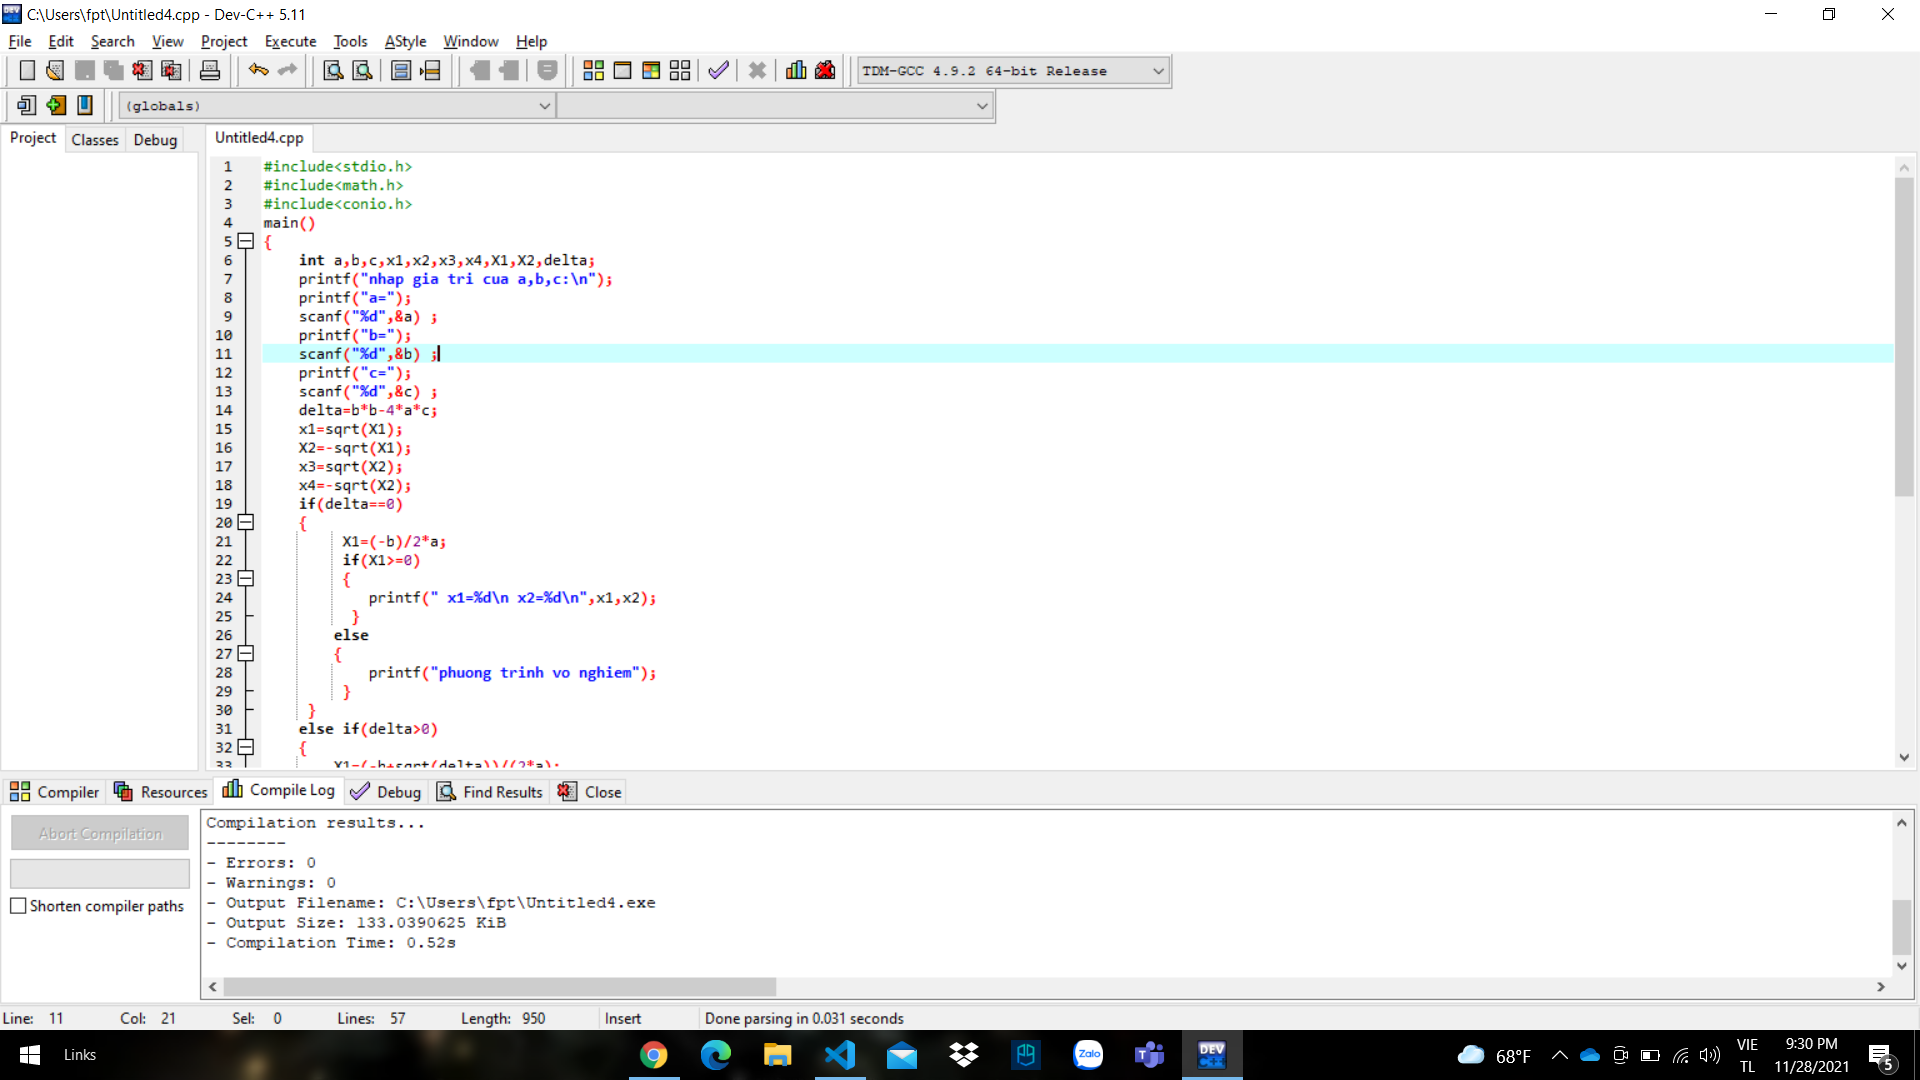 C:\Users\fpt\Untitled4.cpp - Dev-C++ 5.11
File Edit Search View Project Execute Tools AStyle Window Help
TDM-GCC 4.9.2 64-bit Release
(globals)
Project Classes Debug
Untitled4.cpp
1 #include<stdio.h>
2 #include<math.h>
3 #include<conio.h>
4 main()
5 {
6 int a,b,c,x1,x2,x3,x4,X1,X2,delta;
7 printf("nhap gia tri cua a,b,c:\n");
8 printf("a=");
9 scanf("%d",&a) ;
10 printf("b=");
11 scanf("%d",&b) ;
12 printf("c=");
13 scanf("%d",&c) ;
14 delta=b*b-4*a*c;
15 x1=sqrt(X1);
16 X2=-sqrt(X1);
17 x3=sqrt(X2);
18 x4=-sqrt(X2);
19 if(delta==0)
20 {
21 X1=(-b)/2*a;
22 if(X1>=0)
23 {
24 printf(" x1=%d\n x2=%d\n",x1,x2);
25 }
26 else
27 {
28 printf("phuong trinh vo nghiem");
29 }
30 }
31 else if(delta>0)
32 {
33 X1=(-b+sqrt(delta))/(2*a);
Compiler Resources Compile Log Debug Find Results Close
Abort Compilation
Shorten compiler paths
Compilation results...
--------
- Errors: 0
- Warnings: 0
- Output Filename: C:\Users\fpt\Untitled4.exe
- Output Size: 133.0390625 KiB
- Compilation Time: 0.52s
Line: 11 Col: 21 Sel: 0 Lines: 57 Length: 950 Insert Done parsing in 0.031 seconds
Links
Zalo
DEV C++
68°F
VIE
TL
9:30 PM
11/28/2021
5